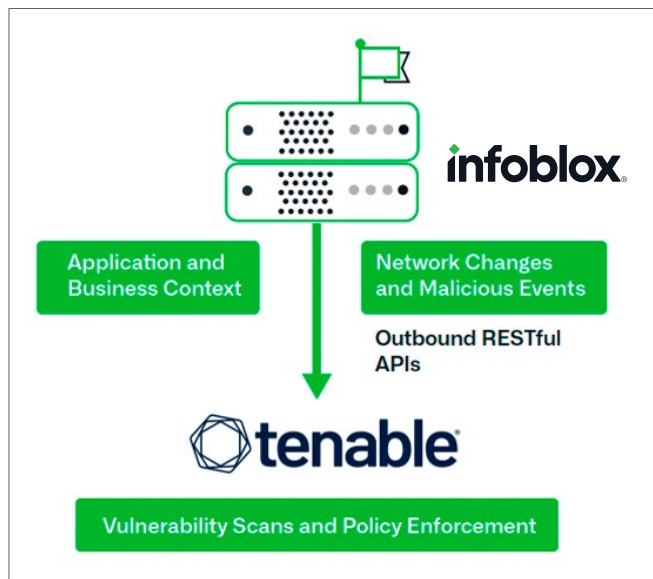 infoblox®
Application and
Business Context
Network Changes
and Malicious Events
Outbound RESTful
APIs
tenable®
Vulnerability Scans and Policy Enforcement